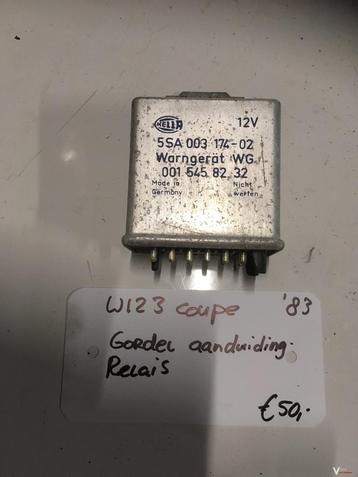 HELLA 12V
5SA 003 174-02
Warngerät WG
001 545 82 32
Made in Germany Nicht werfen
W123 coupe '83
Gordel aanduiding.
Relais
€50,-